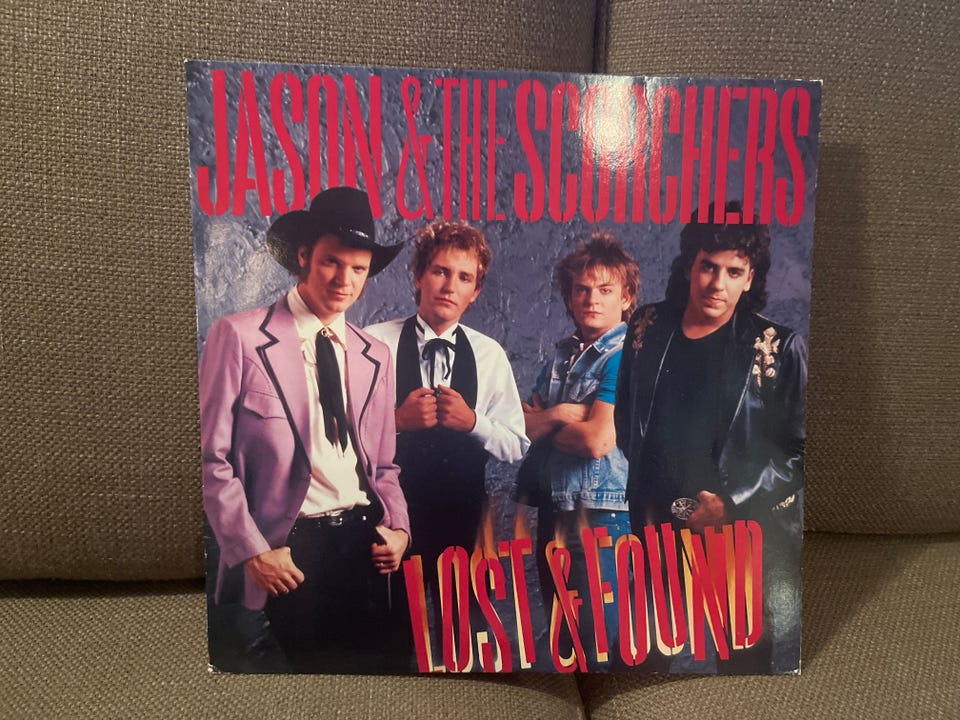 JASON & THE SCORCHERS
LOST & FOUND